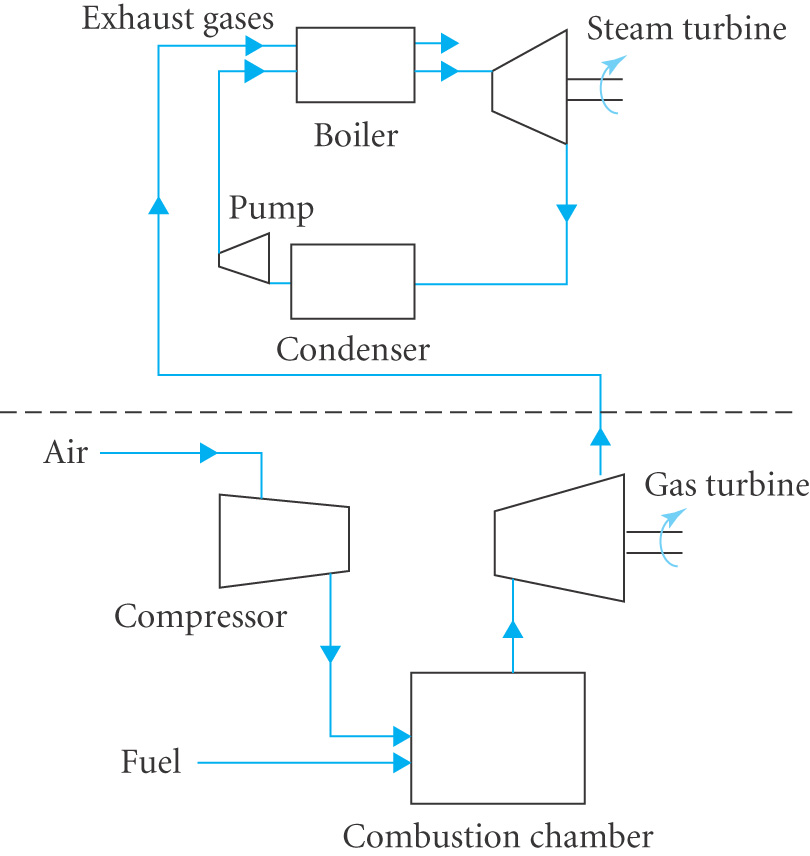 Exhaust gases
Steam turbine
Boiler
Pump
Condenser
Air
Gas turbine
Compressor
Fuel
Combustion chamber